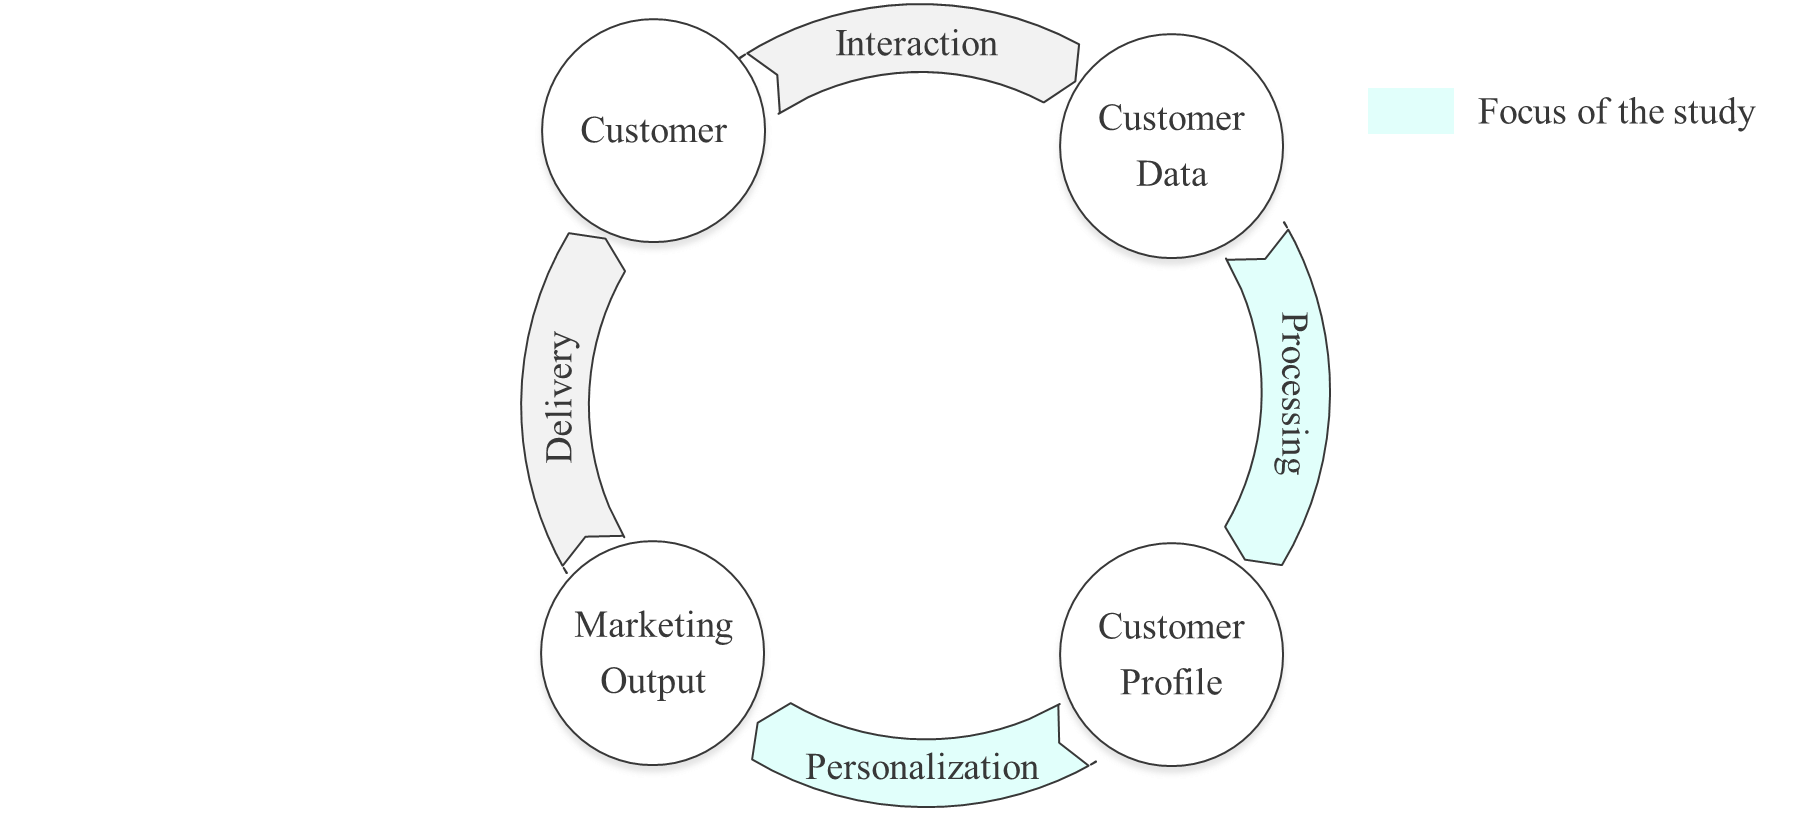 Interaction
Customer
Customer
Data
Focus of the study
Processing
Delivery
Marketing
Output
Customer
Profile
Personalization